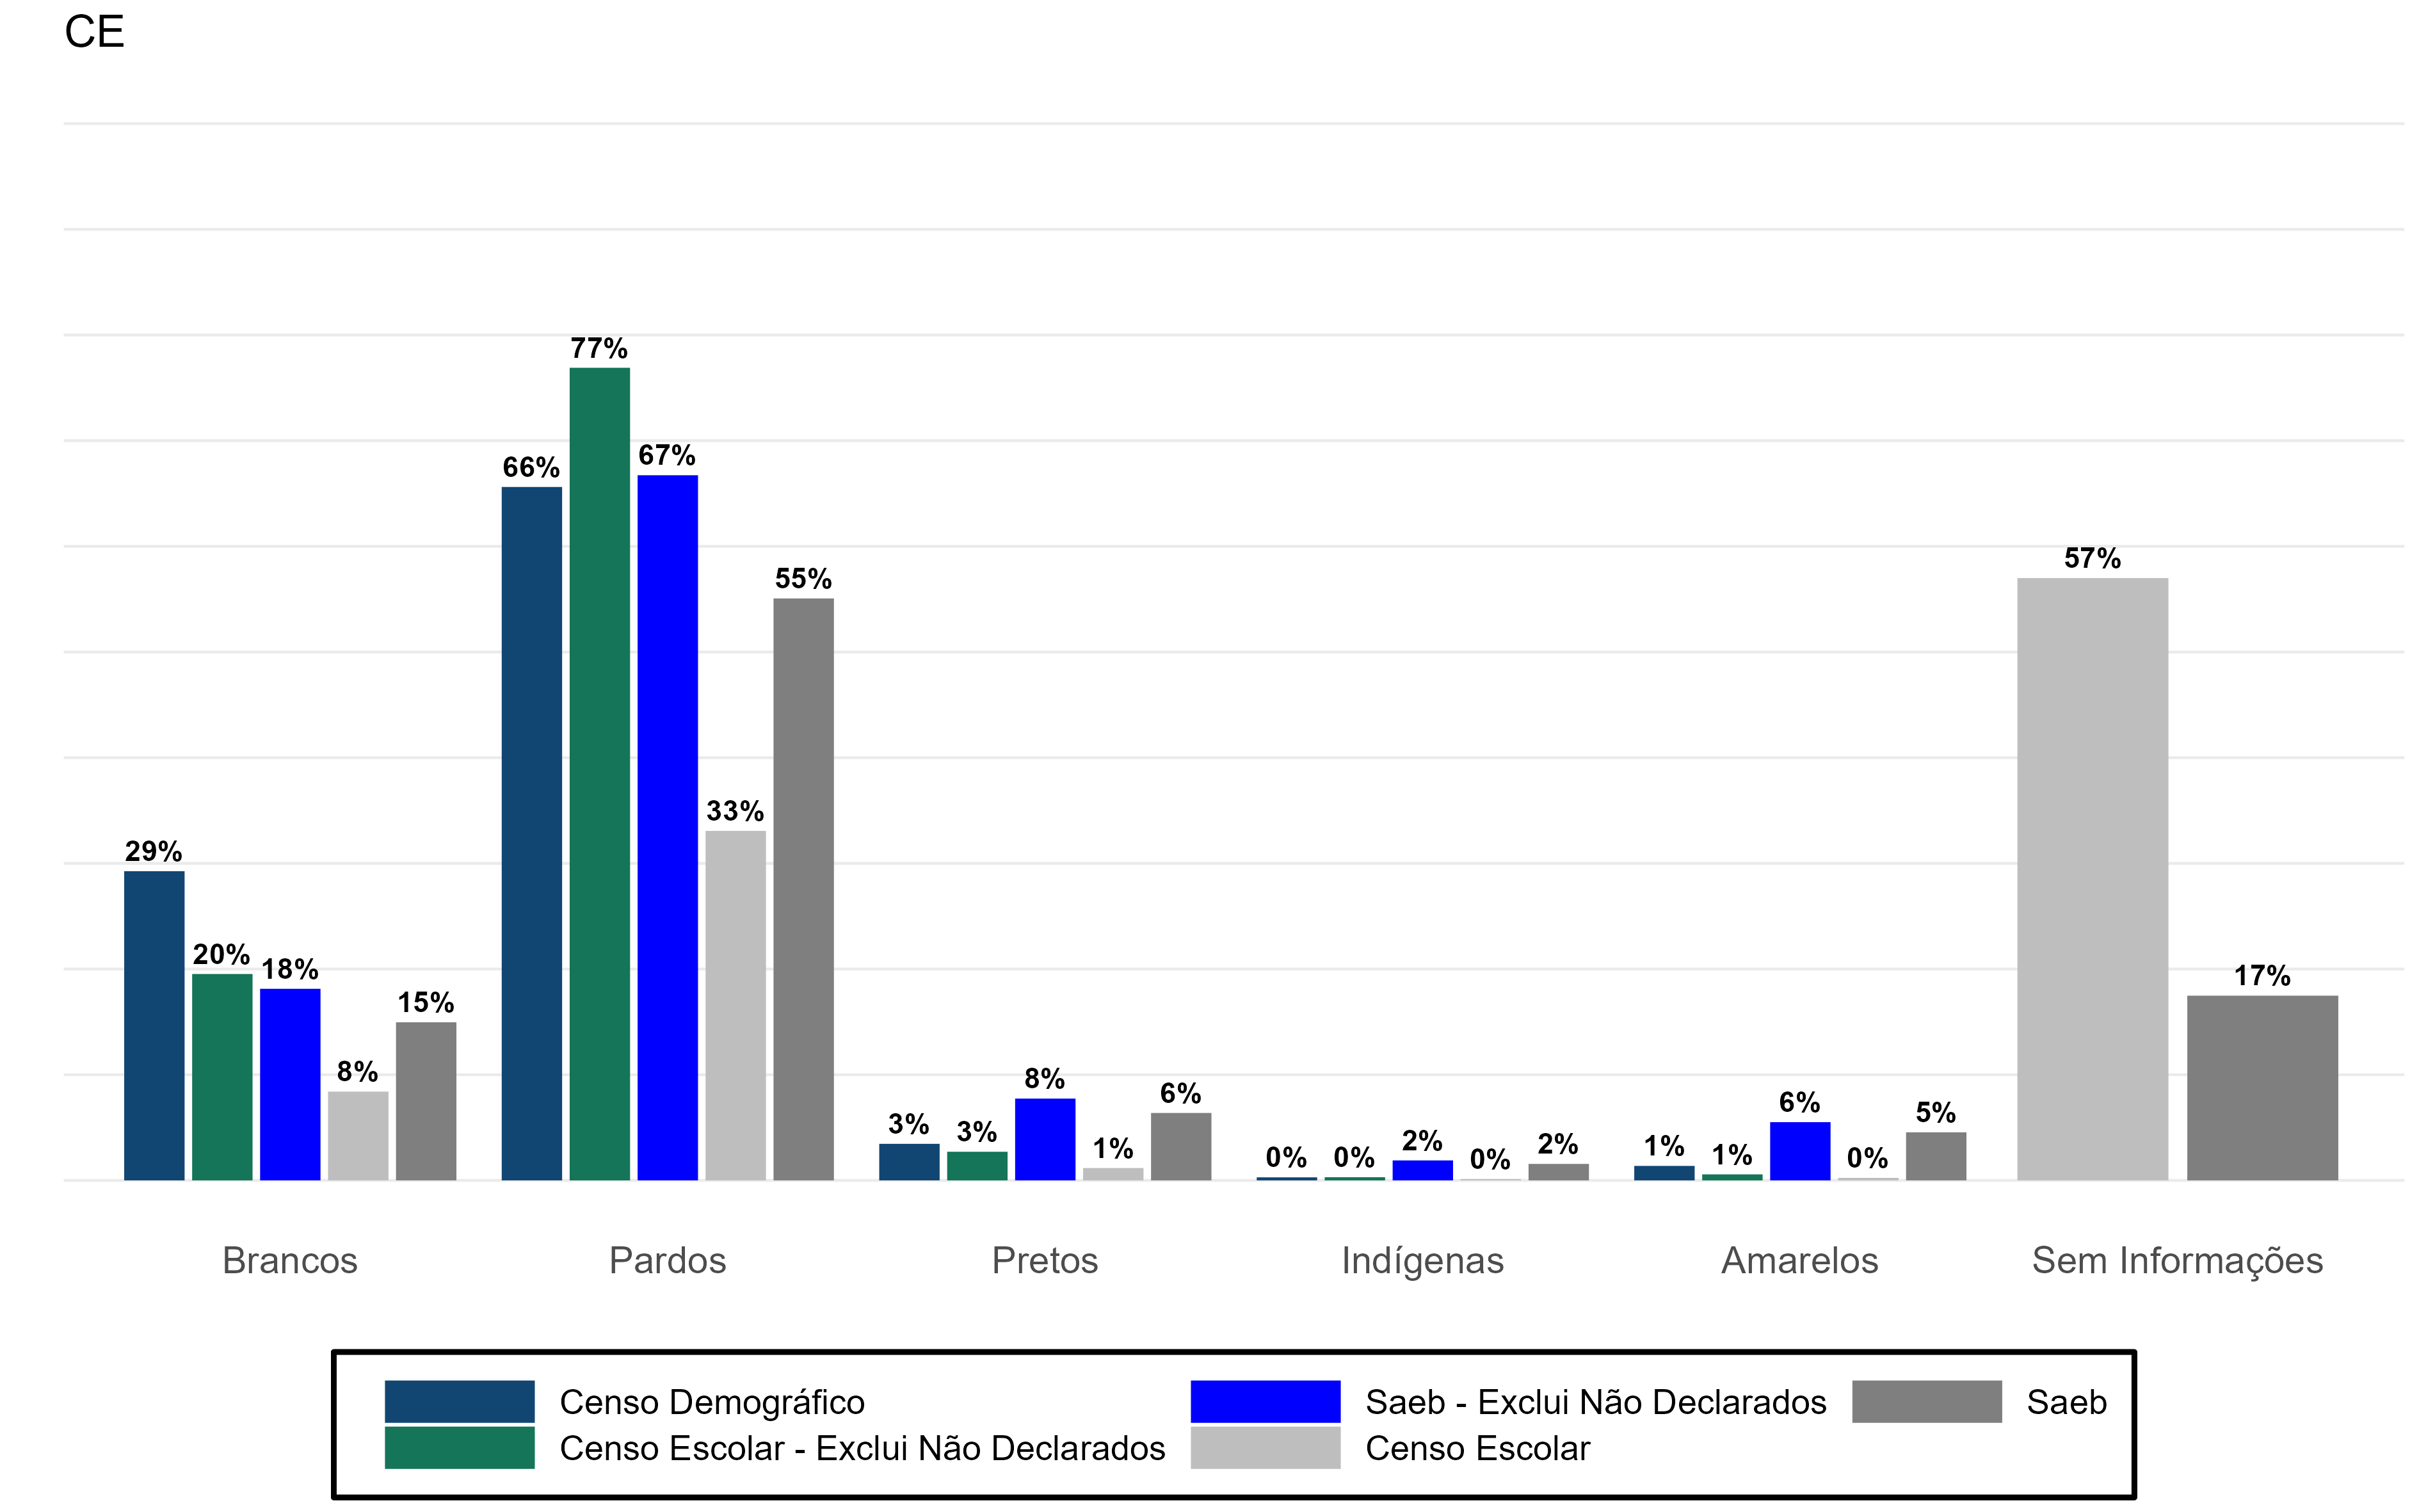 CE
29%
20%
18%
8%
15%
66%
77%
67%
33%
55%
3%
3%
8%
1%
6%
0%
0%
2%
0%
2%
1%
1%
6%
0%
5%
57%
17%
Brancos
Pardos
Pretos
Indígenas
Amarelos
Sem Informações
Censo Demográfico
Censo Escolar - Exclui Não Declarados
Saeb - Exclui Não Declarados
Censo Escolar
Saeb